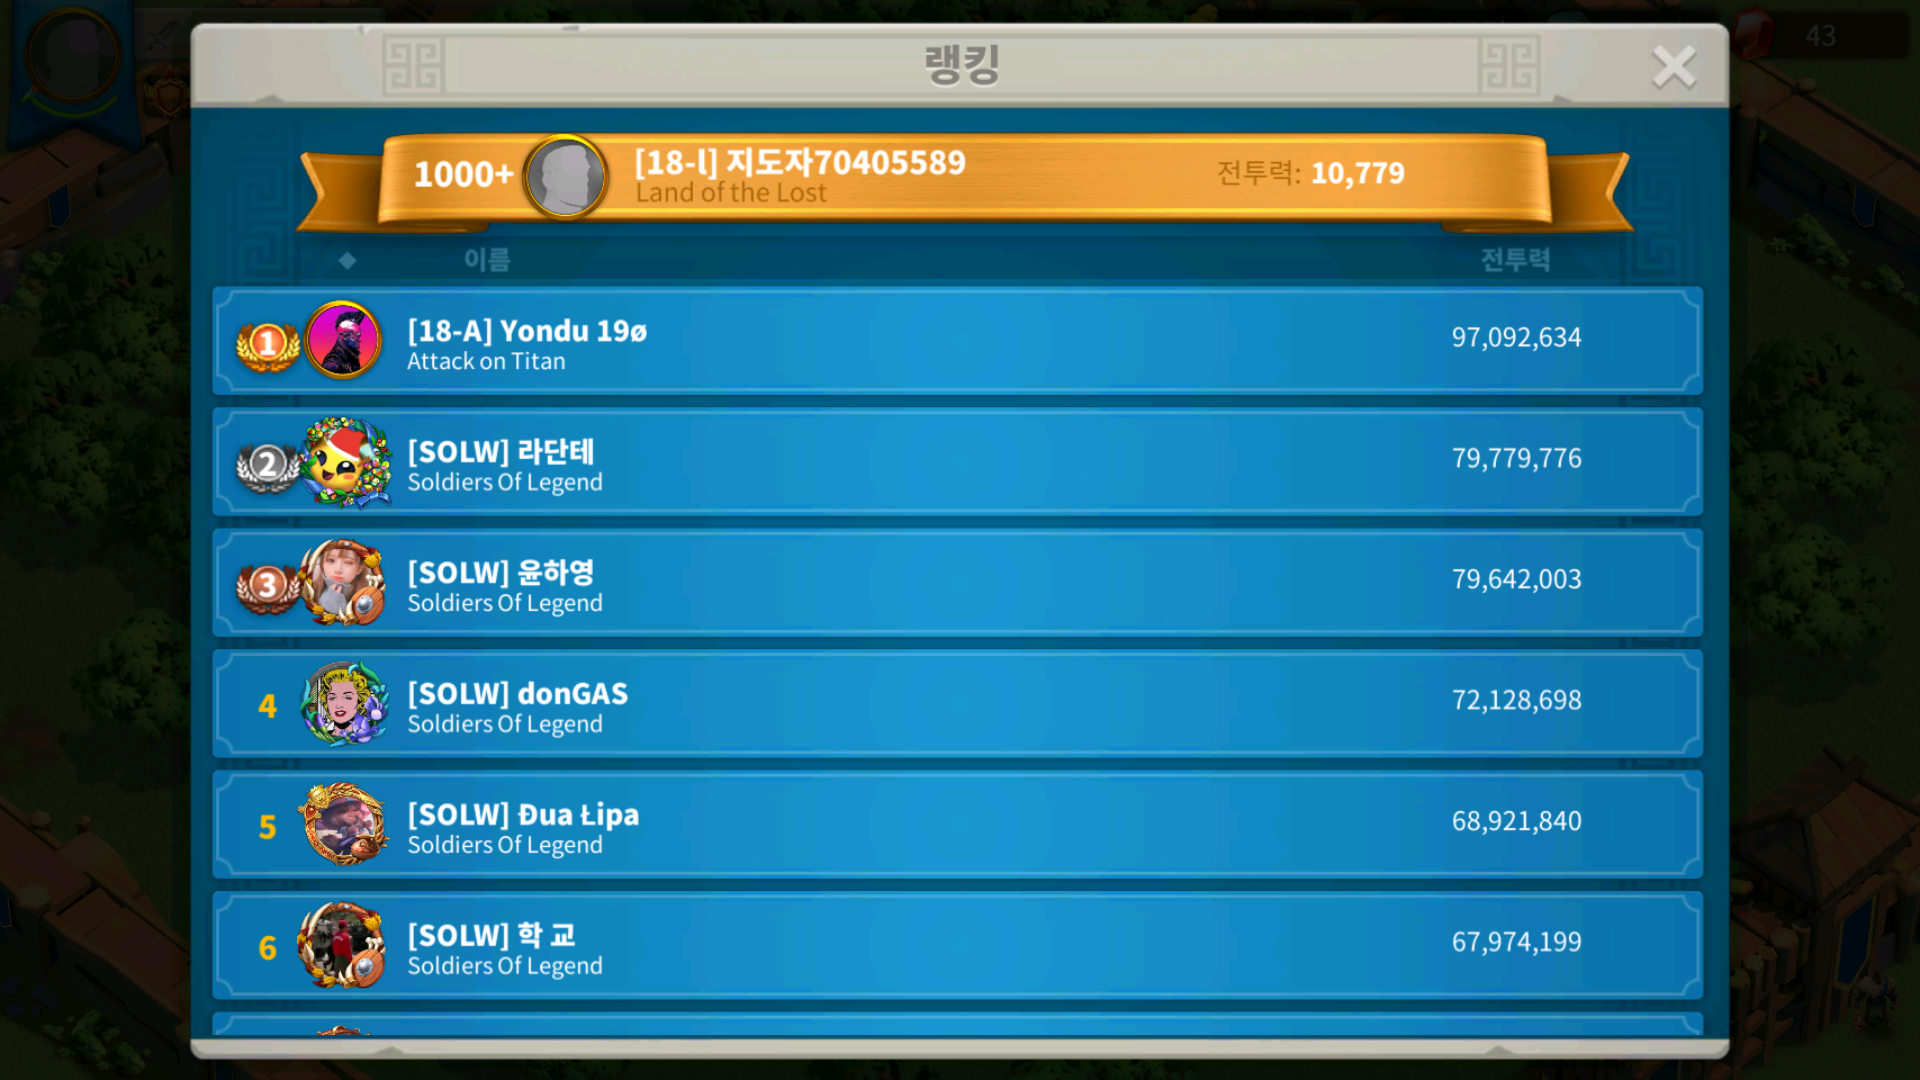 랭킹
43
1000+
[18-l] 지도자70405589
Land of the Lost
전투력: 10,779
이름
전투력
1
[18-A] Yondu 19ø
Attack on Titan
97,092,634
2
[SOLW] 라단테
Soldiers Of Legend
79,779,776
3
[SOLW] 윤하영
Soldiers Of Legend
79,642,003
4
[SOLW] donGAS
Soldiers Of Legend
72,128,698
5
[SOLW] Đua Łipa
Soldiers Of Legend
68,921,840
6
[SOLW] 학 교
Soldiers Of Legend
67,974,199